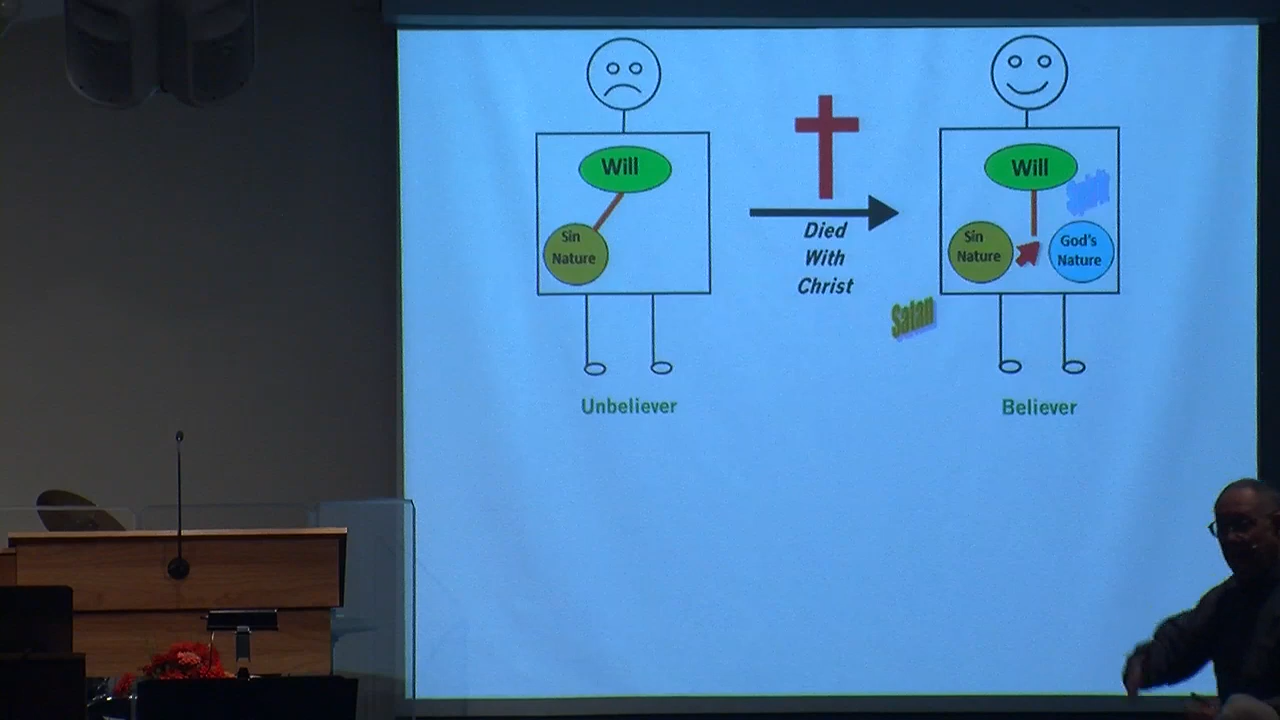 Will
Sin
Nature
Unbeliever
Died
With
Christ
Satan
Will
Sin
Nature
God's
Nature
Believer